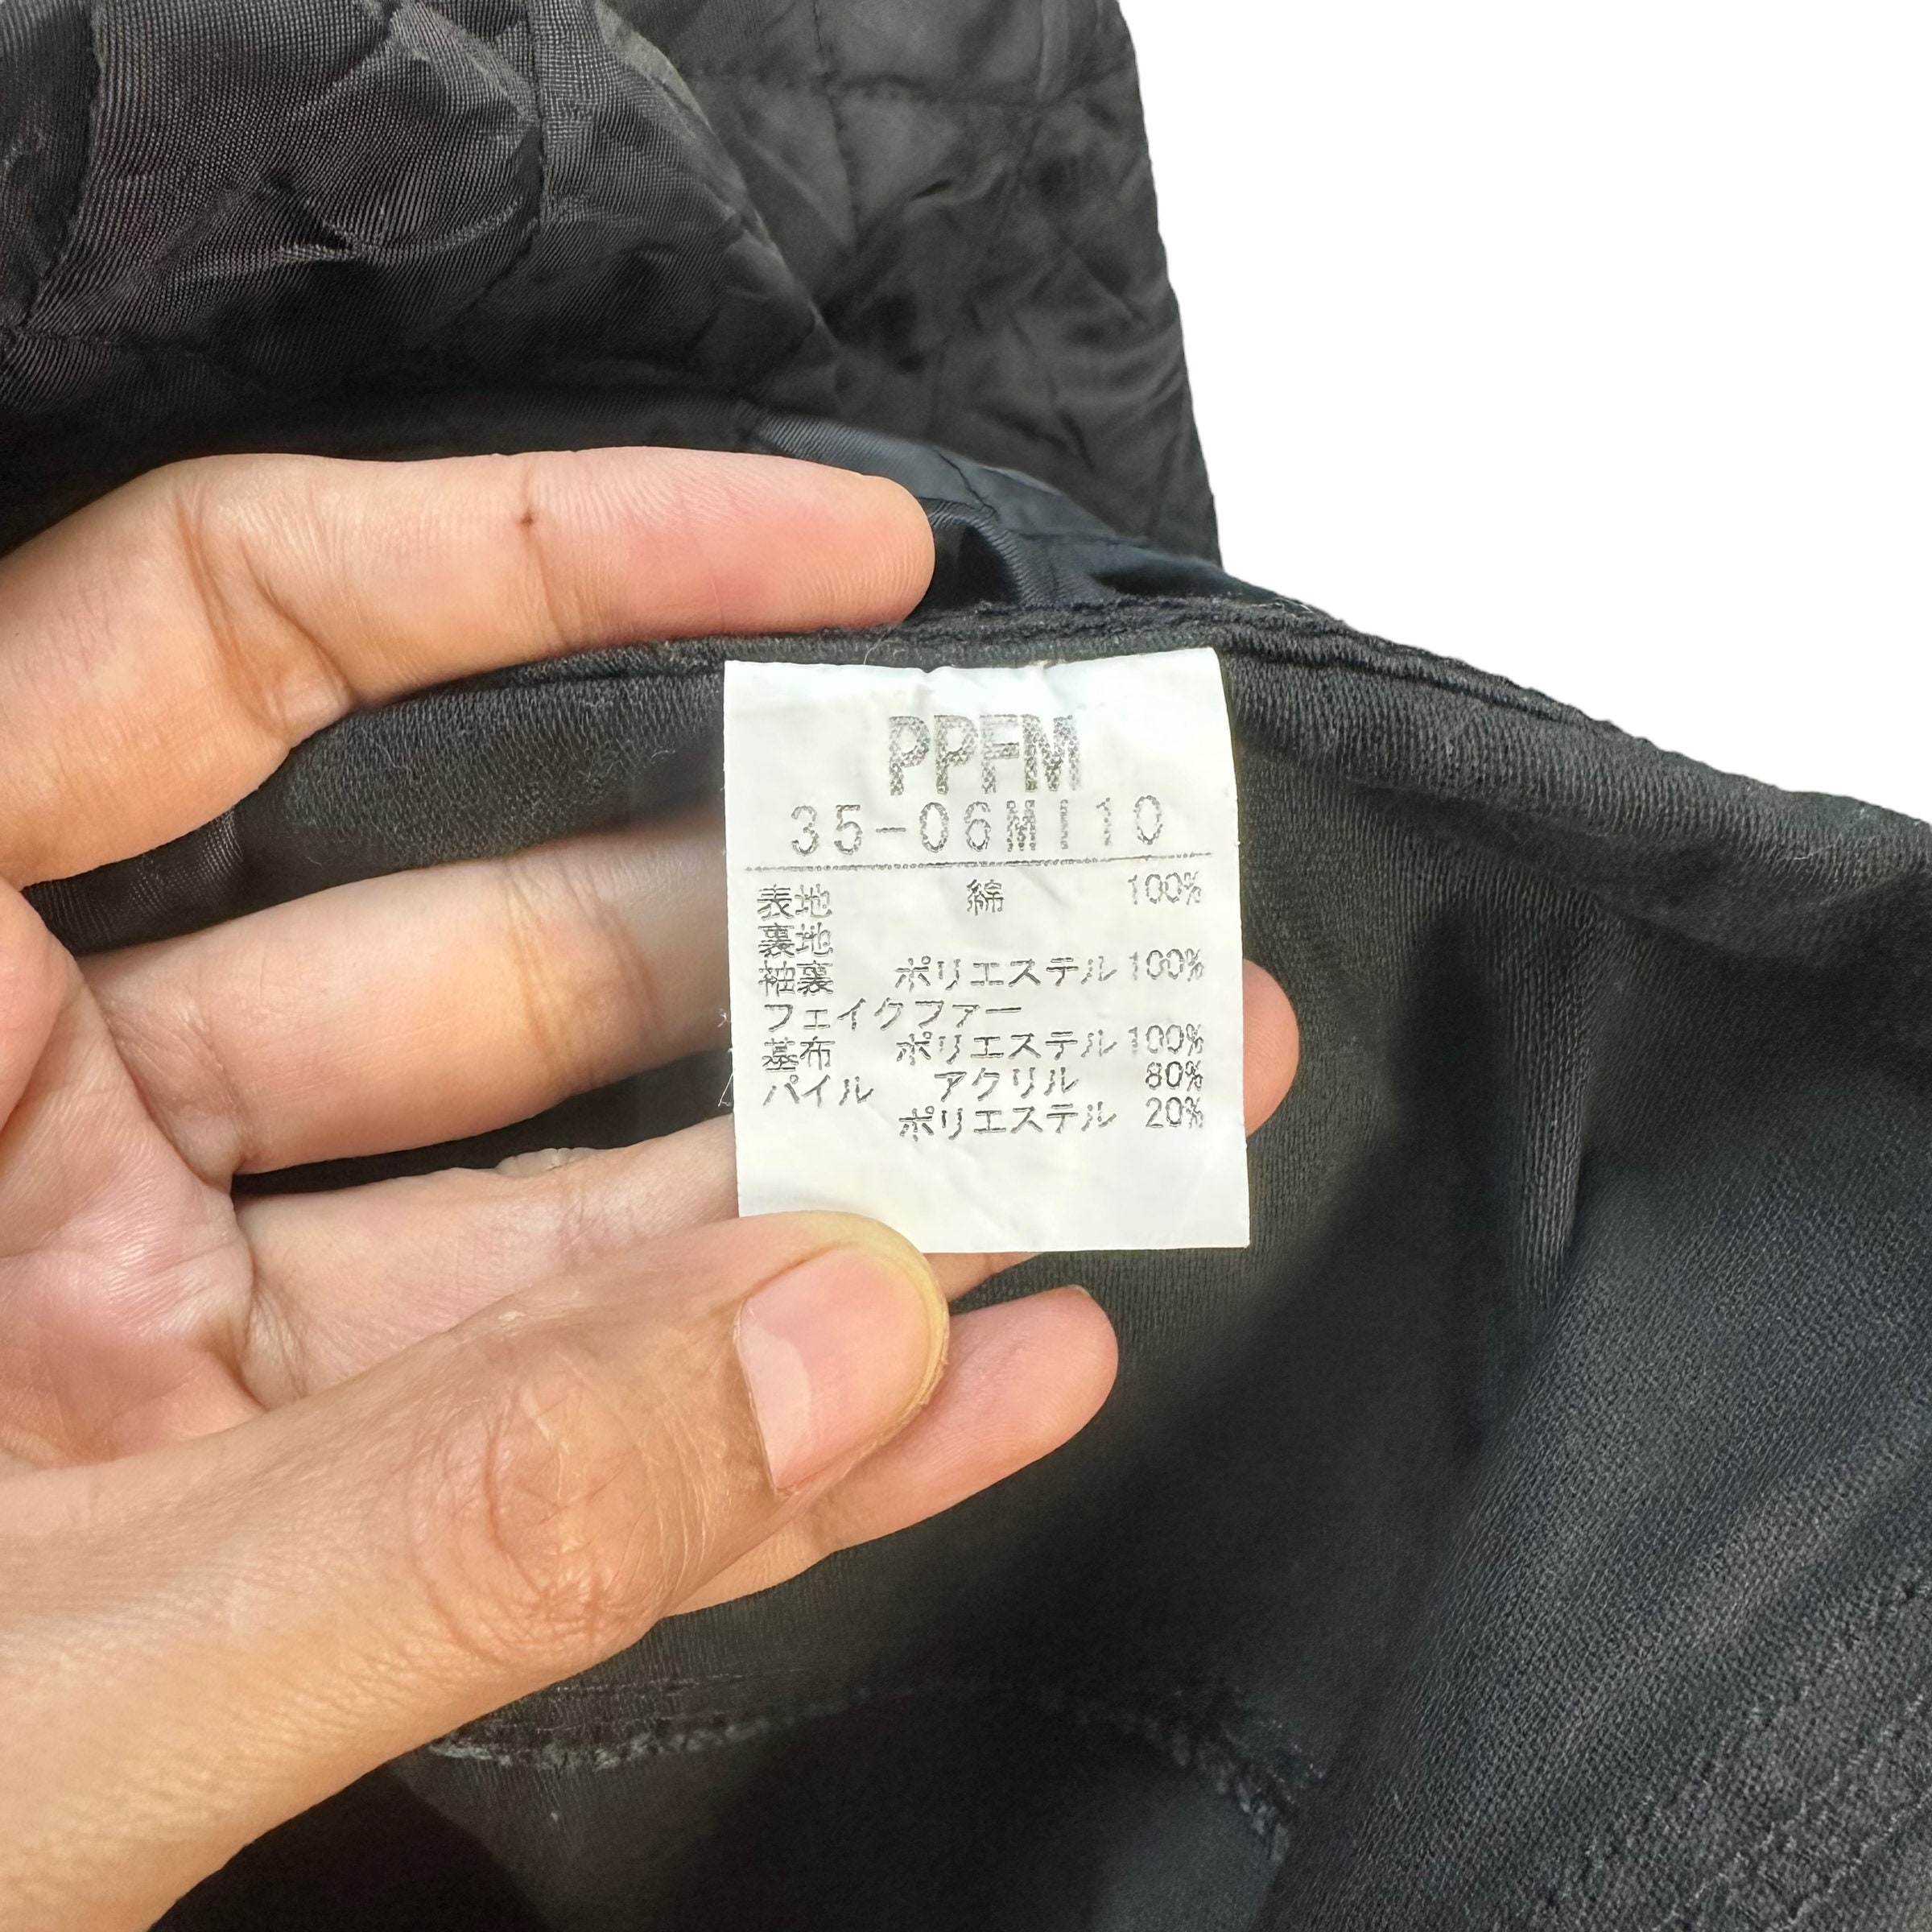 PPFM
35-06MI10
表地 綿 100%
裏地
袖裏 ポリエステル 100%
フェイクファー
基布 ポリエステル 100%
パイル アクリル 80%
ポリエステル 20%